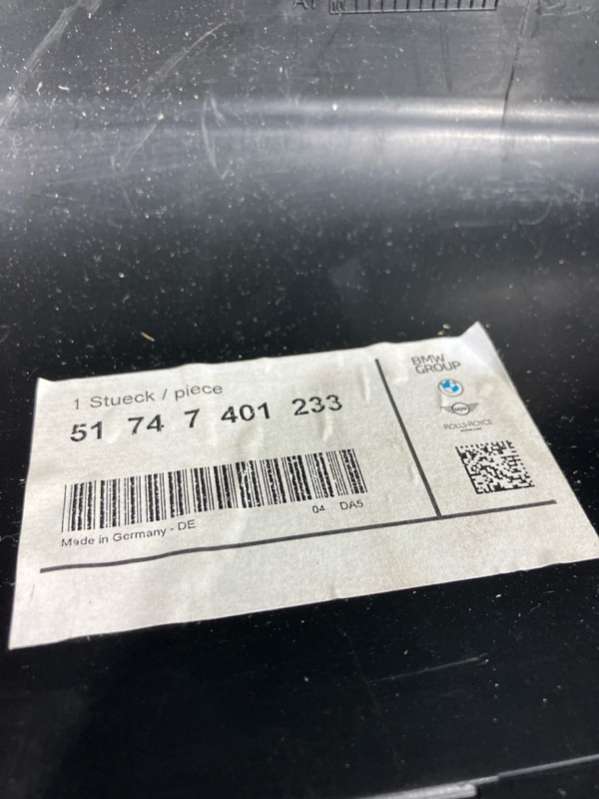 1 Stueck / piece
51 74 7 401 233
Made in Germany - DE
04 DA5
BMW
GROUP
ROLLS-ROYCE